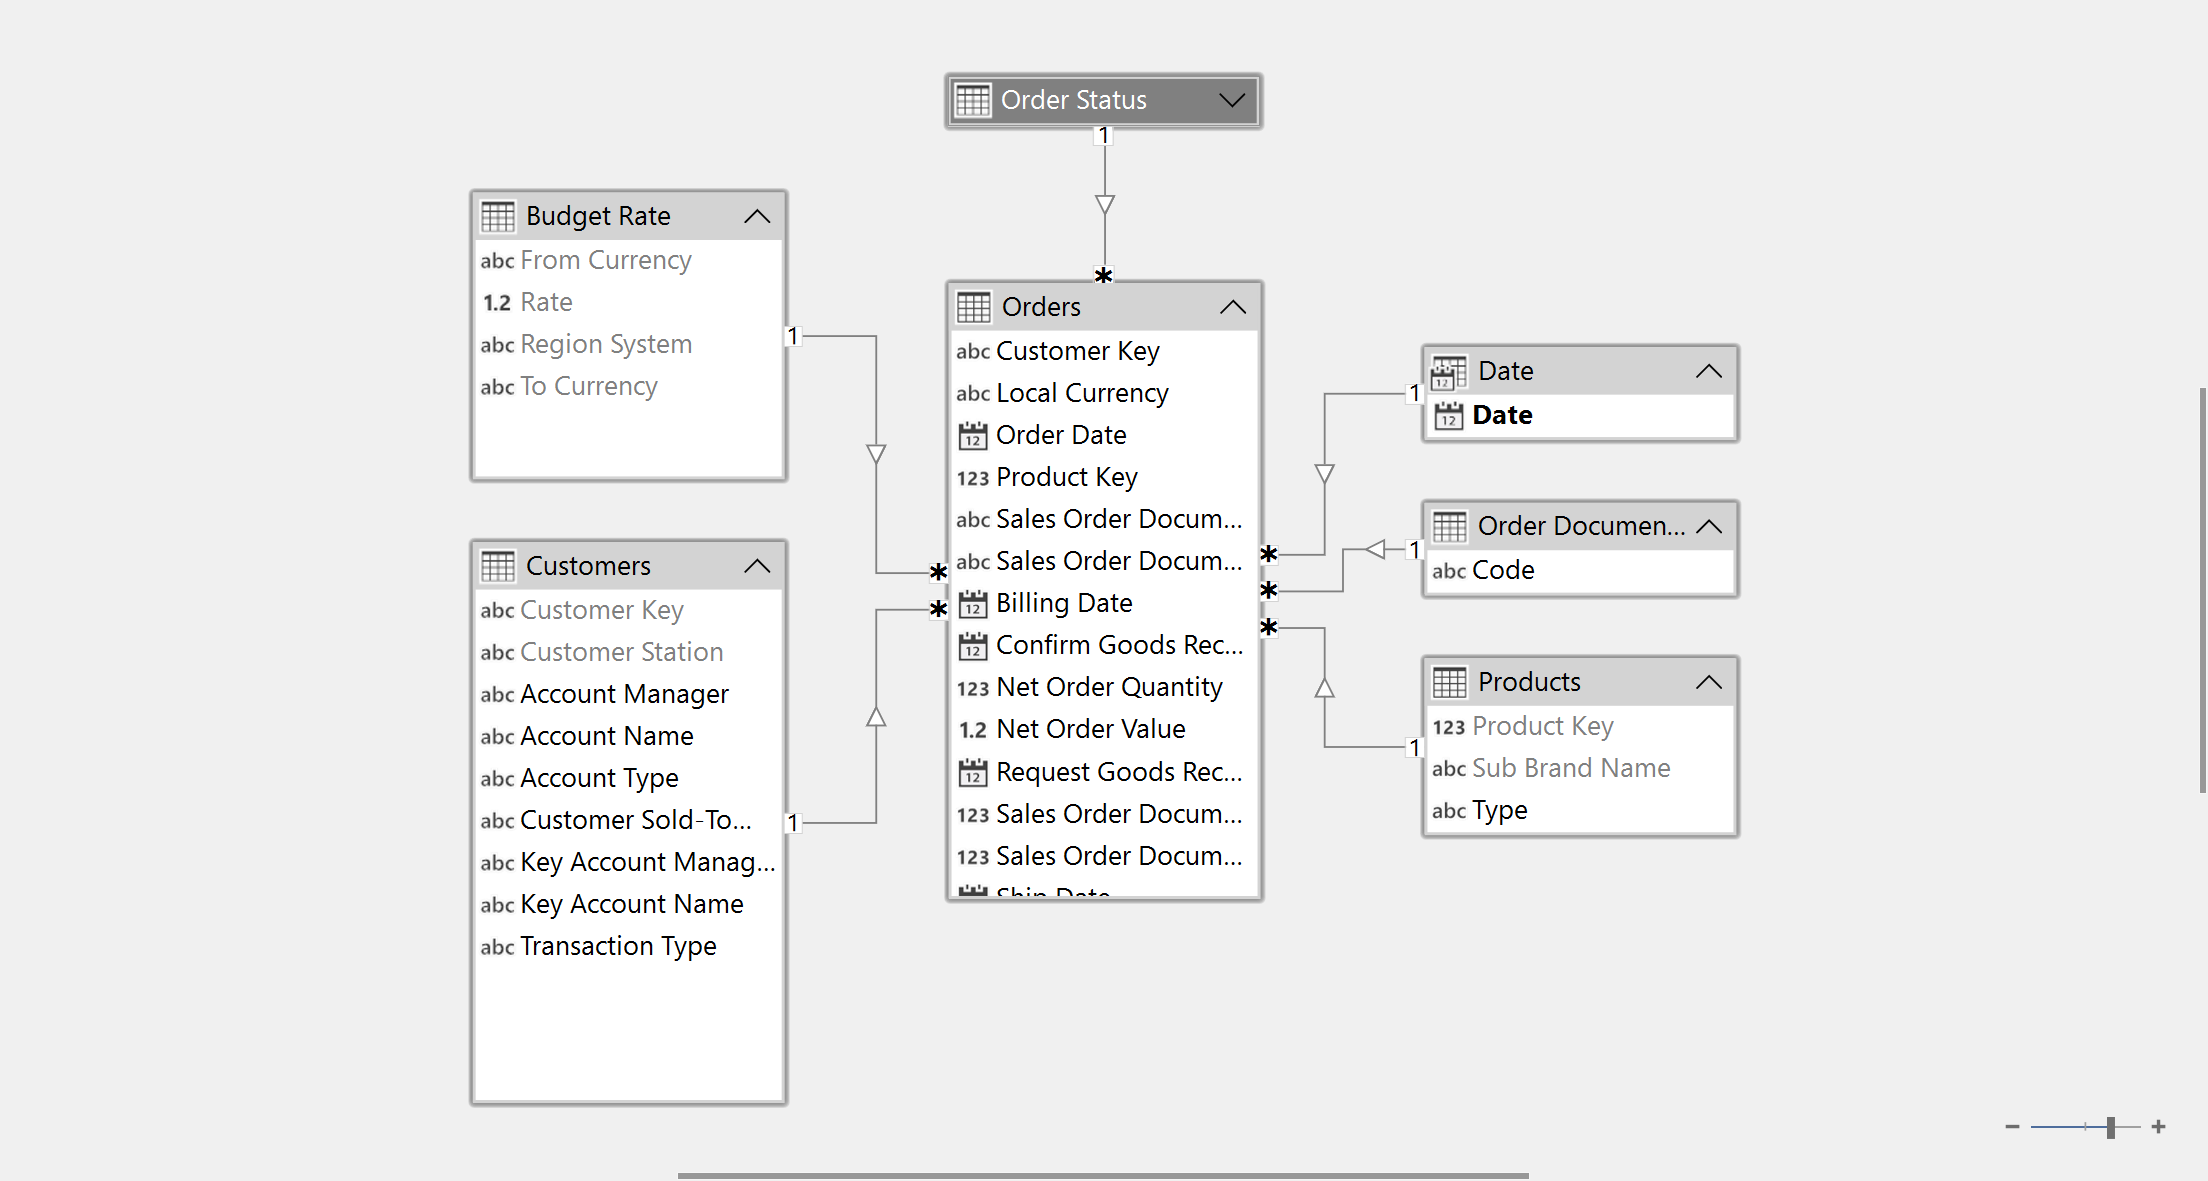 Order Status
1
*
Budget Rate
abc From Currency
1.2 Rate
abc Region System
abc To Currency
1
*
Customers
abc Customer Key
abc Customer Station
abc Account Manager
abc Account Name
abc Account Type
abc Customer Sold-To...
abc Key Account Manag...
abc Key Account Name
abc Transaction Type
1
*
Orders
abc Customer Key
abc Local Currency
12 Order Date
123 Product Key
abc Sales Order Docum...
abc Sales Order Docum...
12 Billing Date
12 Confirm Goods Rec...
123 Net Order Quantity
1.2 Net Order Value
12 Request Goods Rec...
123 Sales Order Docum...
123 Sales Order Docum...
Ship Date
12 Date
12 Date
1
*
Order Documen...
abc Code
1
*
Products
123 Product Key
abc Sub Brand Name
abc Type
1
*